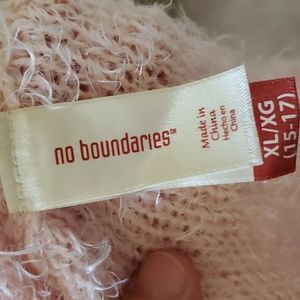 no boundaries™
Made in
China
Hecho en
China
XL/XG
(15-17)